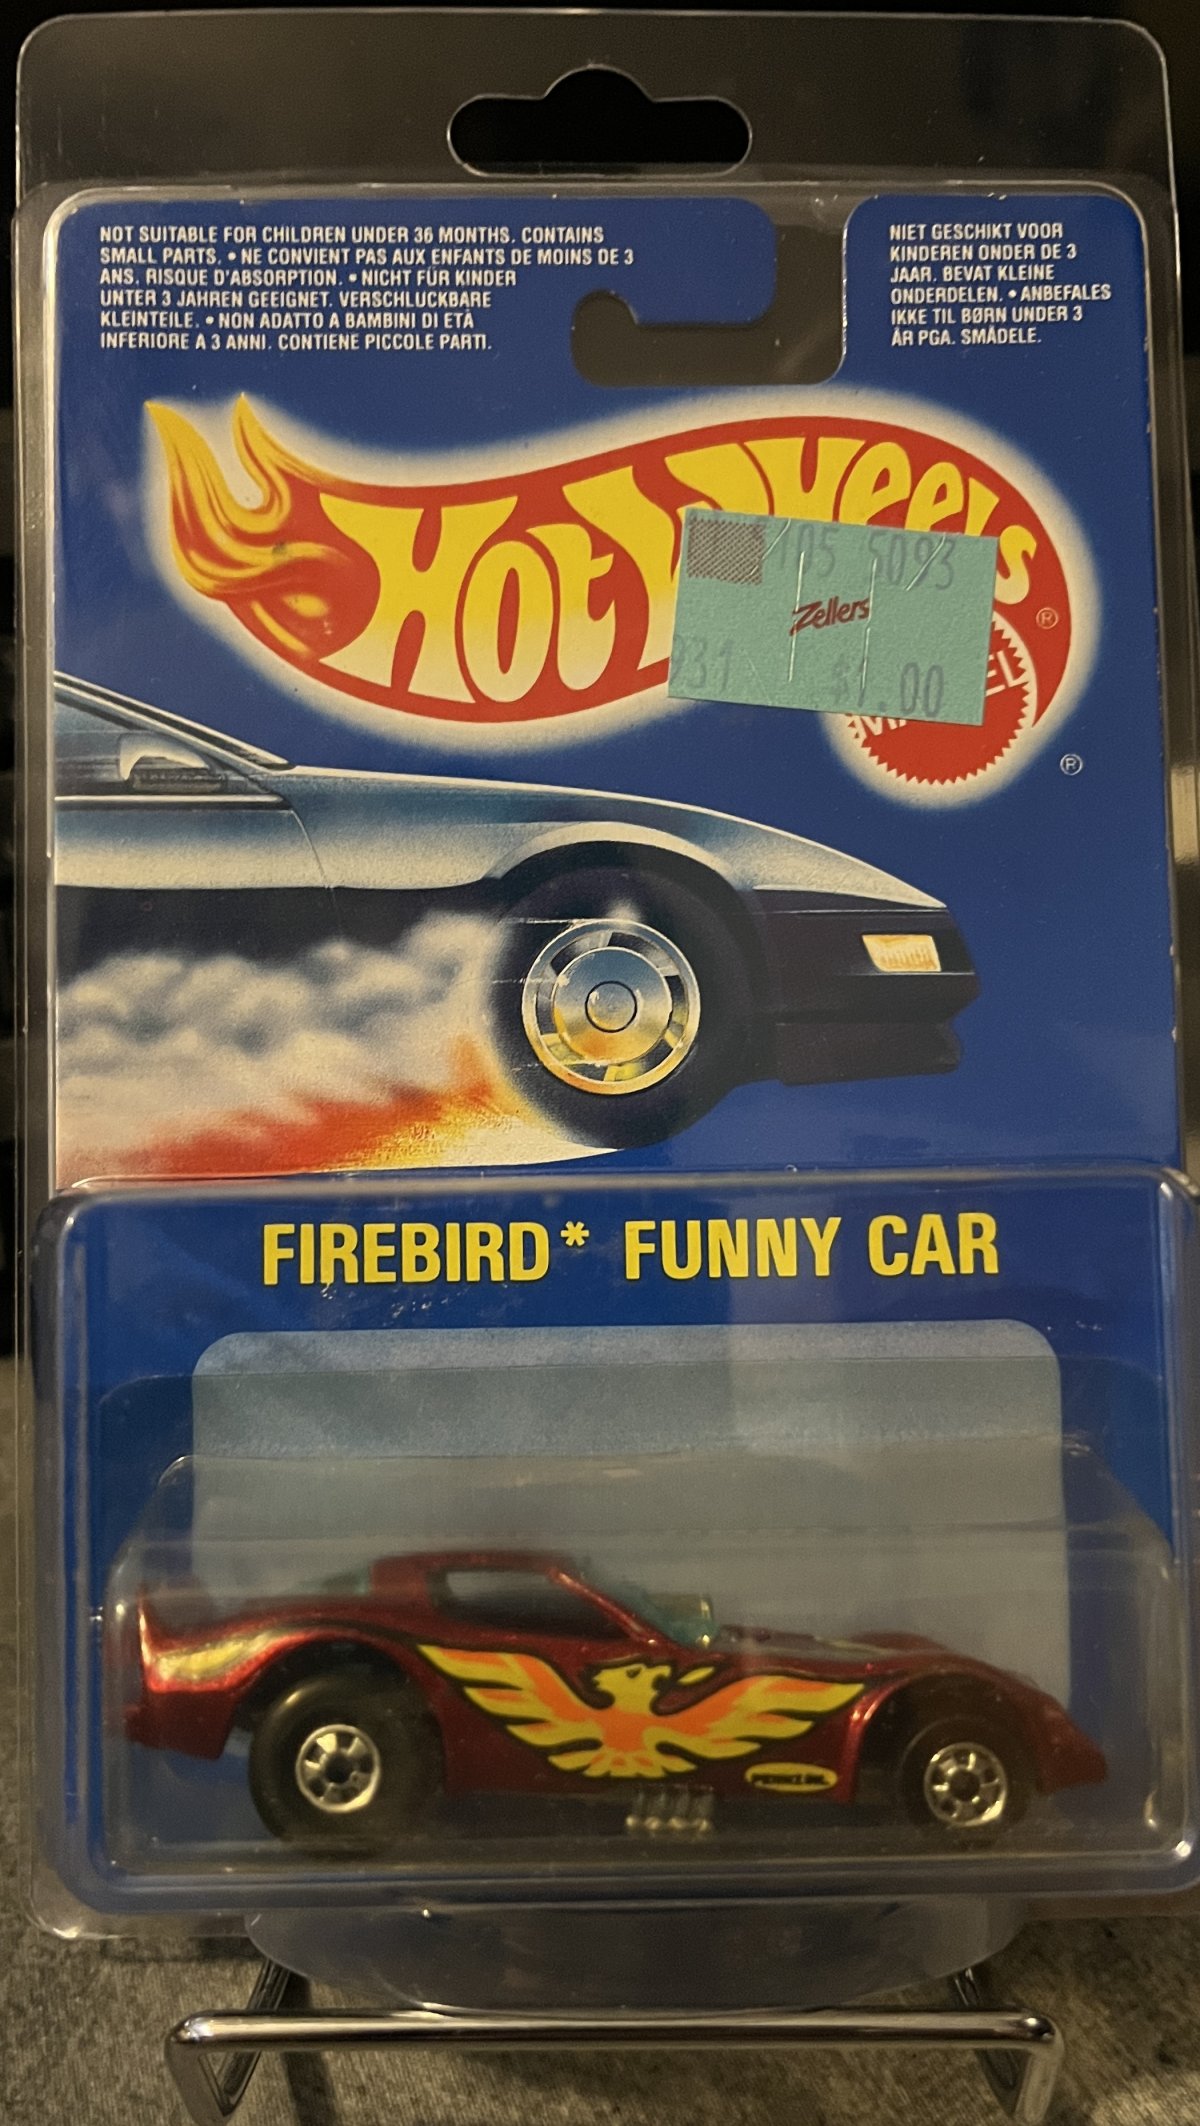 NOT SUITABLE FOR CHILDREN UNDER 36 MONTHS. CONTAINS
SMALL PARTS. • NE CONVIENT PAS AUX ENFANTS DE MOINS DE 3
ANS. RISQUE D'ABSORPTION. • NICHT FÜR KINDER
UNTER 3 JAHREN GEEIGNET. VERSCHLUCKBARE
KLEINTEILE. • NON ADATTO A BAMBINI DI ETÀ
INFERIORE A 3 ANNI. CONTIENE PICCOLE PARTI.
NIET GESCHIKT VOOR
KINDEREN ONDER DE 3
JAAR. BEVAT KLEINE
ONDERDELEN. • ANBEFALES
IKKE TIL BØRN UNDER 3
ÅR PGA. SMÅDELE.
HOT WHeels
®
105 5093
Zellers
931 $1.00
®
FIREBIRD* FUNNY CAR